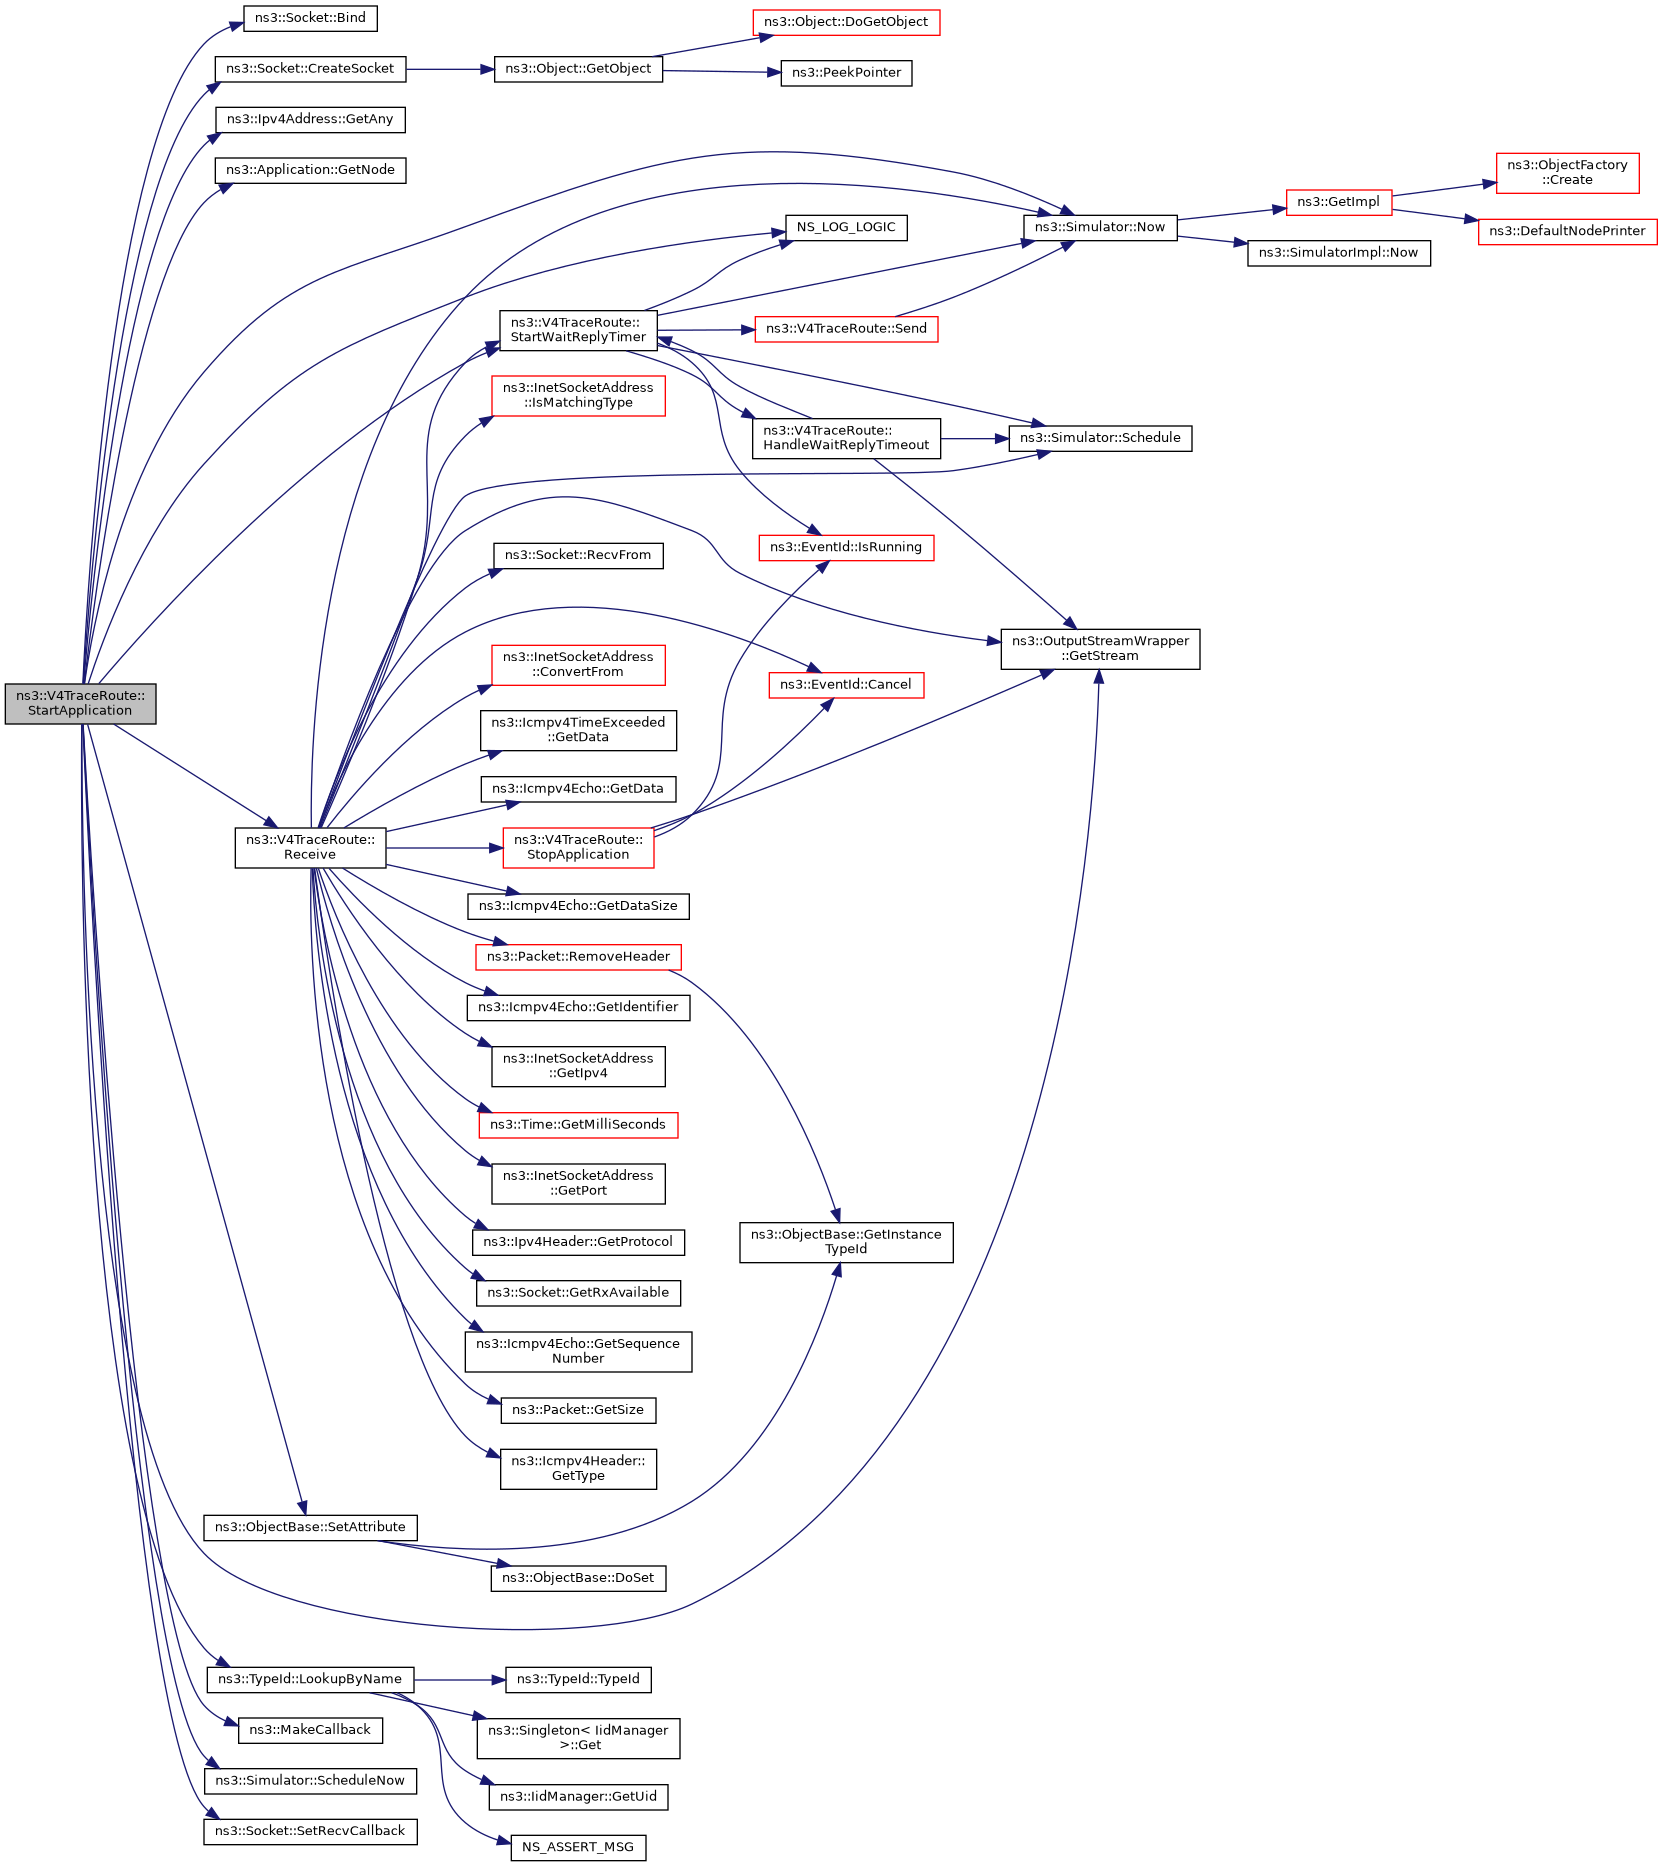 ns3::Socket::Bind
ns3::Object::DoGetObject
ns3::Socket::CreateSocket
ns3::Object::GetObject
ns3::PeekPointer
ns3::Ipv4Address::GetAny
ns3::Application::GetNode
ns3::ObjectFactory
::Create
ns3::GetImpl
NS_LOG_LOGIC
ns3::Simulator::Now
ns3::DefaultNodePrinter
ns3::SimulatorImpl::Now
ns3::V4TraceRoute::
StartWaitReplyTimer
ns3::V4TraceRoute::Send
ns3::InetSocketAddress
::IsMatchingType
ns3::V4TraceRoute::
HandleWaitReplyTimeout
ns3::Simulator::Schedule
ns3::Socket::RecvFrom
ns3::EventId::IsRunning
ns3::OutputStreamWrapper
::GetStream
ns3::InetSocketAddress
::ConvertFrom
ns3::EventId::Cancel
ns3::V4TraceRoute::
StartApplication
ns3::Icmpv4TimeExceeded
::GetData
ns3::Icmpv4Echo::GetData
ns3::V4TraceRoute::
Receive
ns3::V4TraceRoute::
StopApplication
ns3::Icmpv4Echo::GetDataSize
ns3::Packet::RemoveHeader
ns3::Icmpv4Echo::GetIdentifier
ns3::InetSocketAddress
::GetIpv4
ns3::Time::GetMilliSeconds
ns3::InetSocketAddress
::GetPort
ns3::Ipv4Header::GetProtocol
ns3::ObjectBase::GetInstance
TypeId
ns3::Socket::GetRxAvailable
ns3::Icmpv4Echo::GetSequence
Number
ns3::Packet::GetSize
ns3::Icmpv4Header::
GetType
ns3::ObjectBase::SetAttribute
ns3::ObjectBase::DoSet
ns3::TypeId::LookupByName
ns3::TypeId::TypeId
ns3::MakeCallback
ns3::Singleton< IidManager
>::Get
ns3::Simulator::ScheduleNow
ns3::IidManager::GetUid
ns3::Socket::SetRecvCallback
NS_ASSERT_MSG